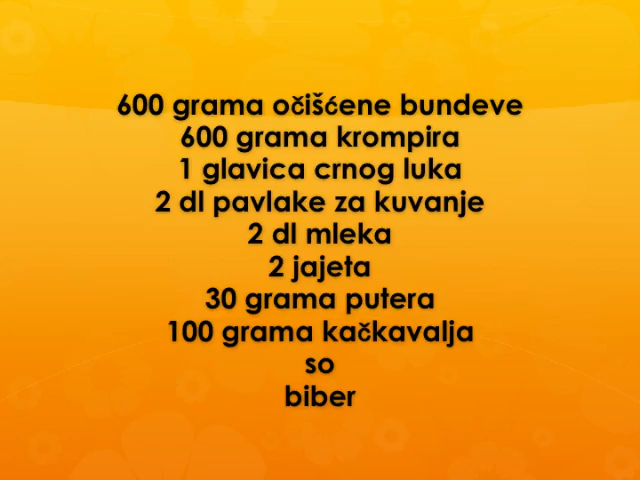 600 grama očišćene bundeve
600 grama krompira
1 glavica crnog luka
2 dl pavlake za kuvanje
2 dl mleka
2 jajeta
30 grama putera
100 grama kačkavalja
so
biber